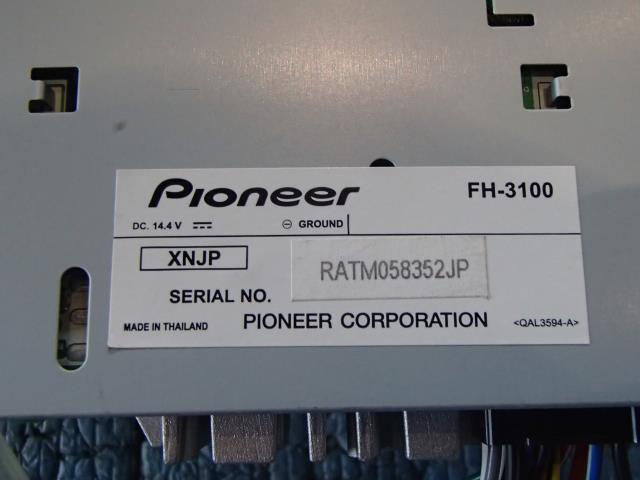 Pioneer FH-3100
DC. 14.4 V ⎓ ⊖ GROUND
XNJP
SERIAL NO. RATM058352JP
MADE IN THAILAND PIONEER CORPORATION <QAL3594-A>